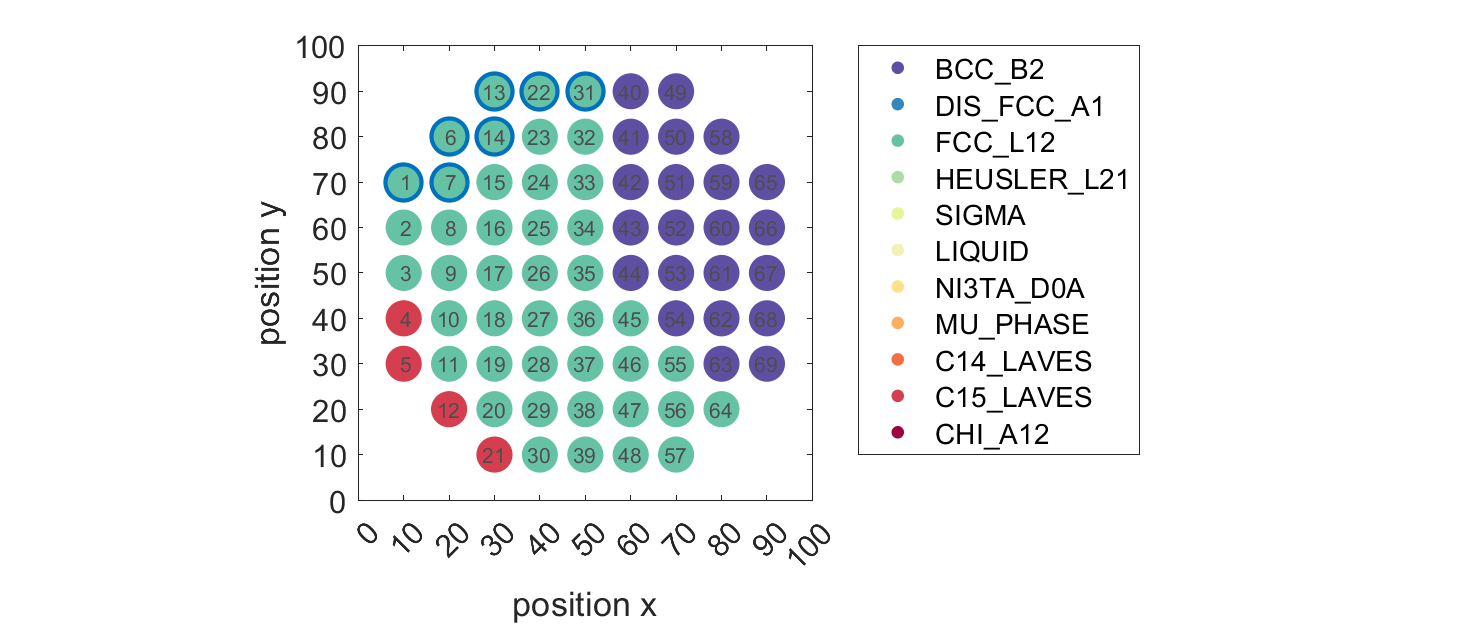 100
90 13 22 31 40 49
80 6 14 23 32 41 50 58
70 1 7 15 24 33 42 51 59 65
60 2 8 16 25 34 43 52 60 66
50 3 9 17 26 35 44 53 61 67
40 4 10 18 27 36 45 54 62 68
30 5 11 19 28 37 46 55 63 69
20 12 20 29 38 47 56 64
10 21 30 39 48 57
0
position y
0 10 20 30 40 50 60 70 80 90 100
position x
BCC_B2
DIS_FCC_A1
FCC_L12
HEUSLER_L21
SIGMA
LIQUID
NI3TA_D0A
MU_PHASE
C14_LAVES
C15_LAVES
CHI_A12